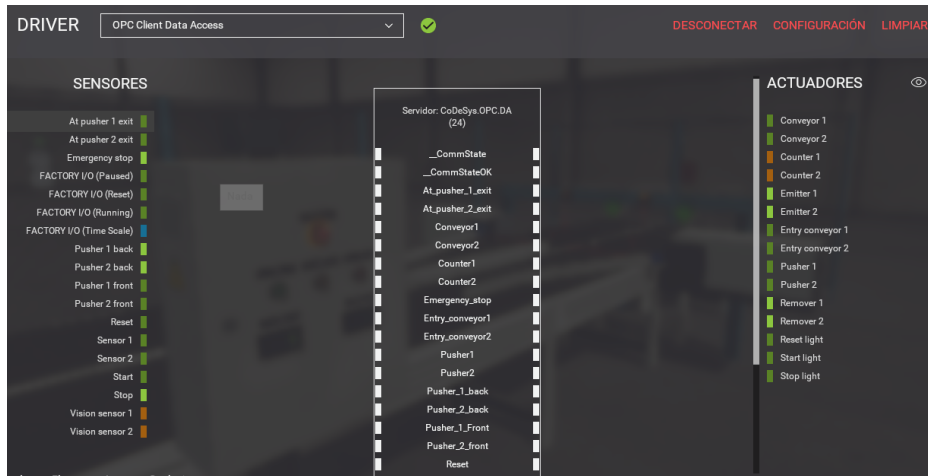 DRIVER
OPC Client Data Access
DESCONECTAR CONFIGURACIÓN LIMPIAR
SENSORES
At pusher 1 exit
At pusher 2 exit
Emergency stop
FACTORY I/O (Paused)
FACTORY I/O (Reset)
FACTORY I/O (Running)
FACTORY I/O (Time Scale)
Pusher 1 back
Pusher 2 back
Pusher 1 front
Pusher 2 front
Reset
Sensor 1
Sensor 2
Start
Stop
Vision sensor 1
Vision sensor 2
Servidor: CoDeSys.OPC.DA
(24)
__CommState
__CommStateOK
At_pusher_1_exit
At_pusher_2_exit
Conveyor1
Conveyor2
Counter1
Counter2
Emergency_stop
Entry_conveyor1
Entry_conveyor2
Pusher1
Pusher2
Pusher_1_back
Pusher_2_back
Pusher_1_Front
Pusher_2_front
Reset
ACTUADORES
Conveyor 1
Conveyor 2
Counter 1
Counter 2
Emitter 1
Emitter 2
Entry conveyor 1
Entry conveyor 2
Pusher 1
Pusher 2
Remover 1
Remover 2
Reset light
Start light
Stop light